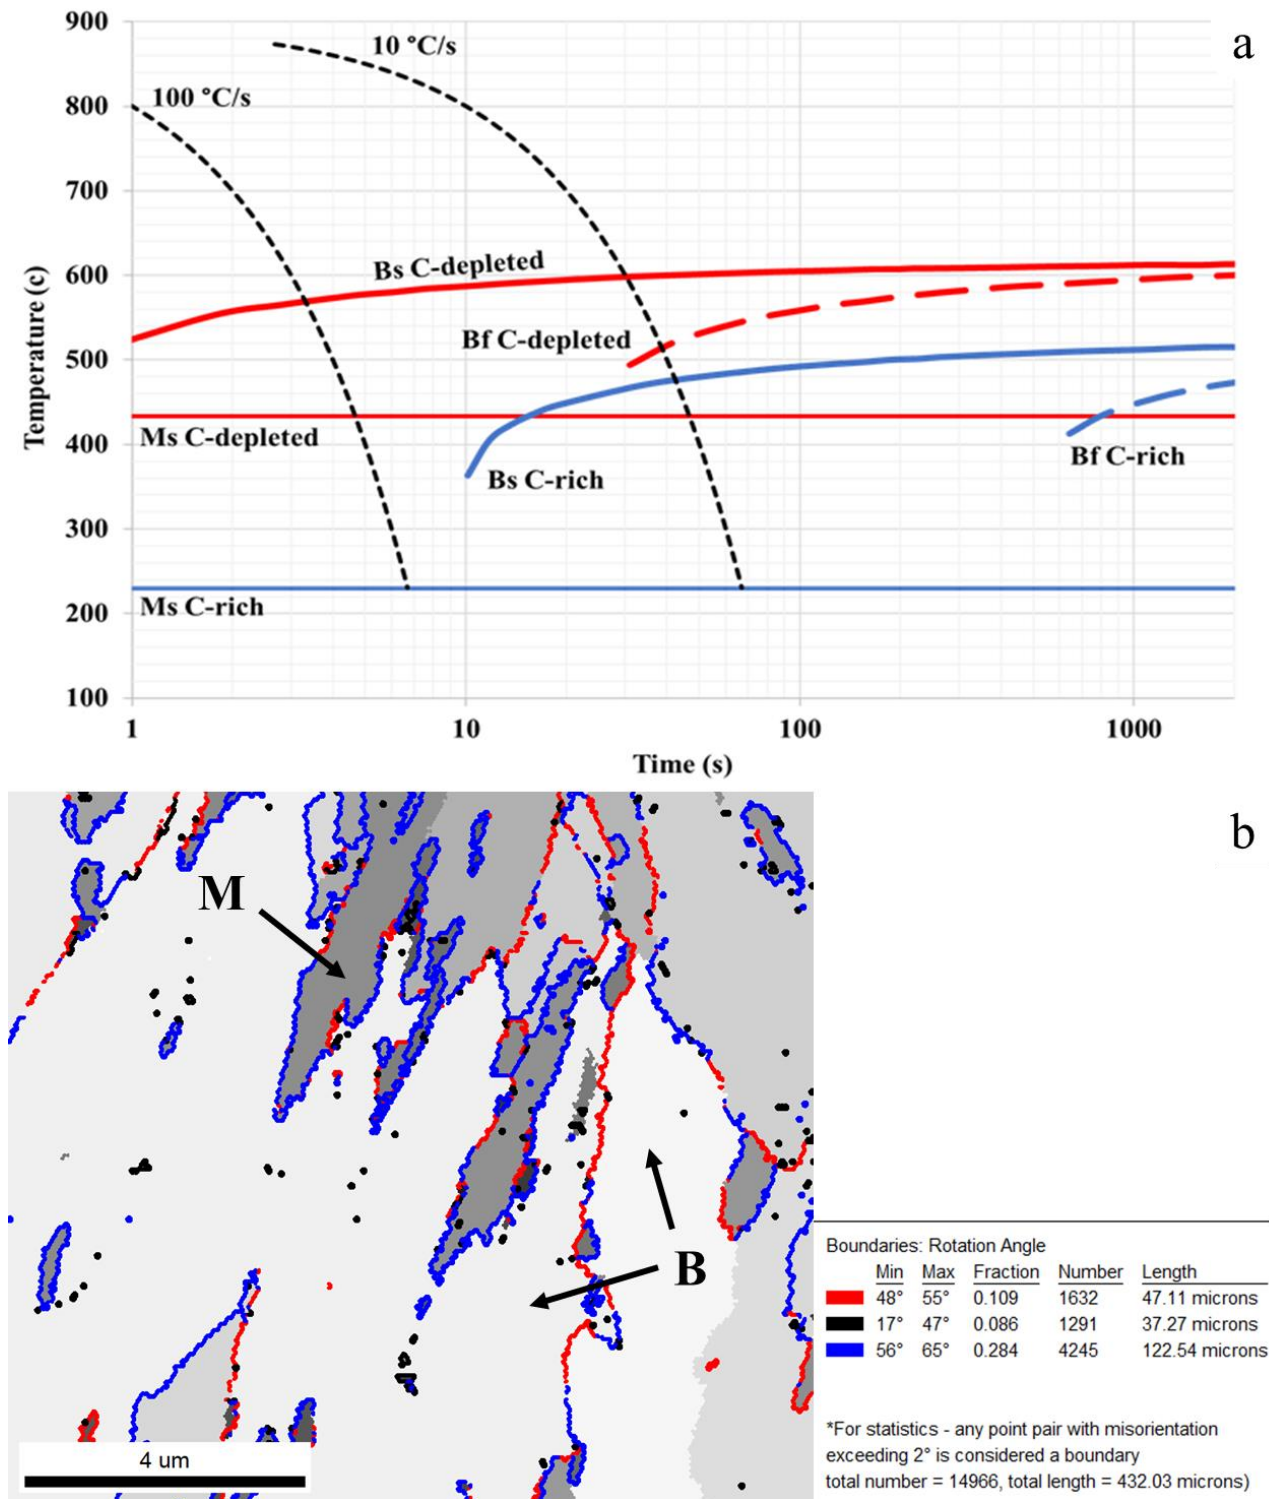 a
900
800
700
600
500
400
300
200
100
Temperature (c)
10 °C/s
100 °C/s
Bs C-depleted
Bf C-depleted
Ms C-depleted
Bs C-rich
Bf C-rich
Ms C-rich
1 10 100 1000
Time (s)
b
M
B
4 um
Boundaries: Rotation Angle
Min Max Fraction Number Length
48° 55° 0.109 1632 47.11 microns
17° 47° 0.086 1291 37.27 microns
56° 65° 0.284 4245 122.54 microns
*For statistics - any point pair with misorientation
exceeding 2° is considered a boundary
total number = 14966, total length = 432.03 microns)